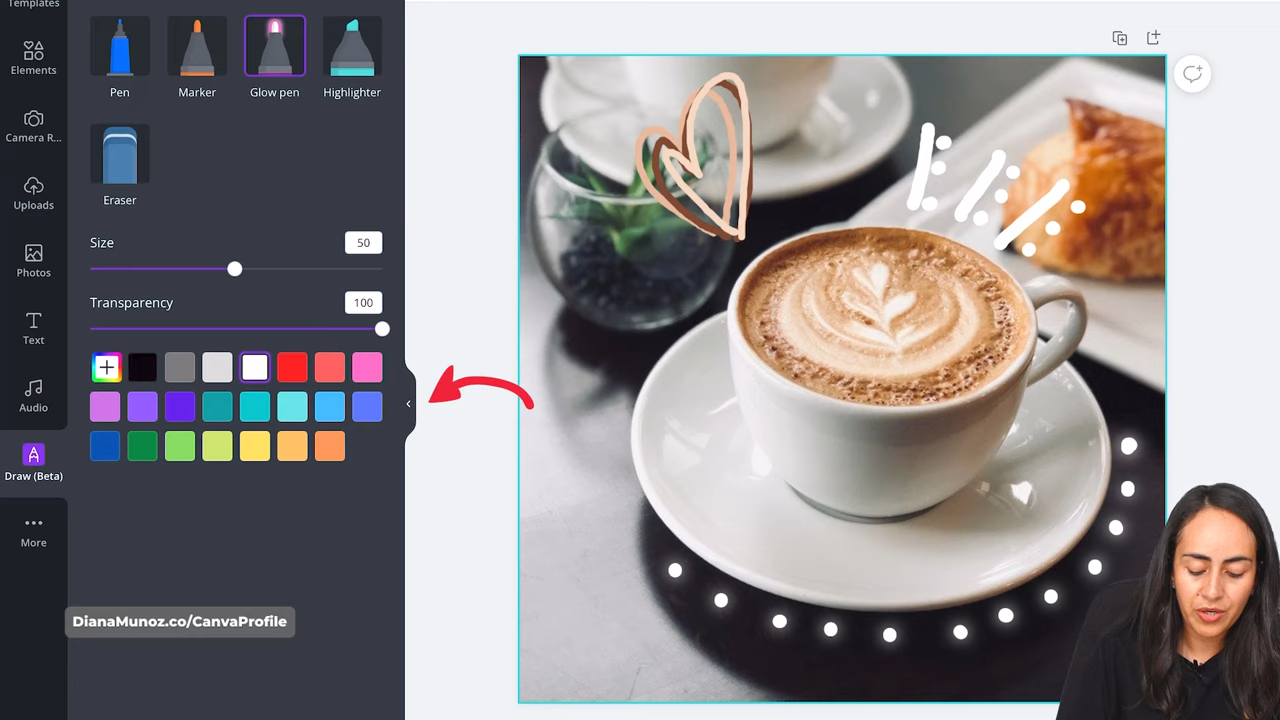 Templates
Elements
Camera R...
Uploads
Photos
Text
Audio
Draw (Beta)
More
Pen
Marker
Glow pen
Highlighter
Eraser
Size
50
Transparency
100
DianaMunoz.co/CanvaProfile